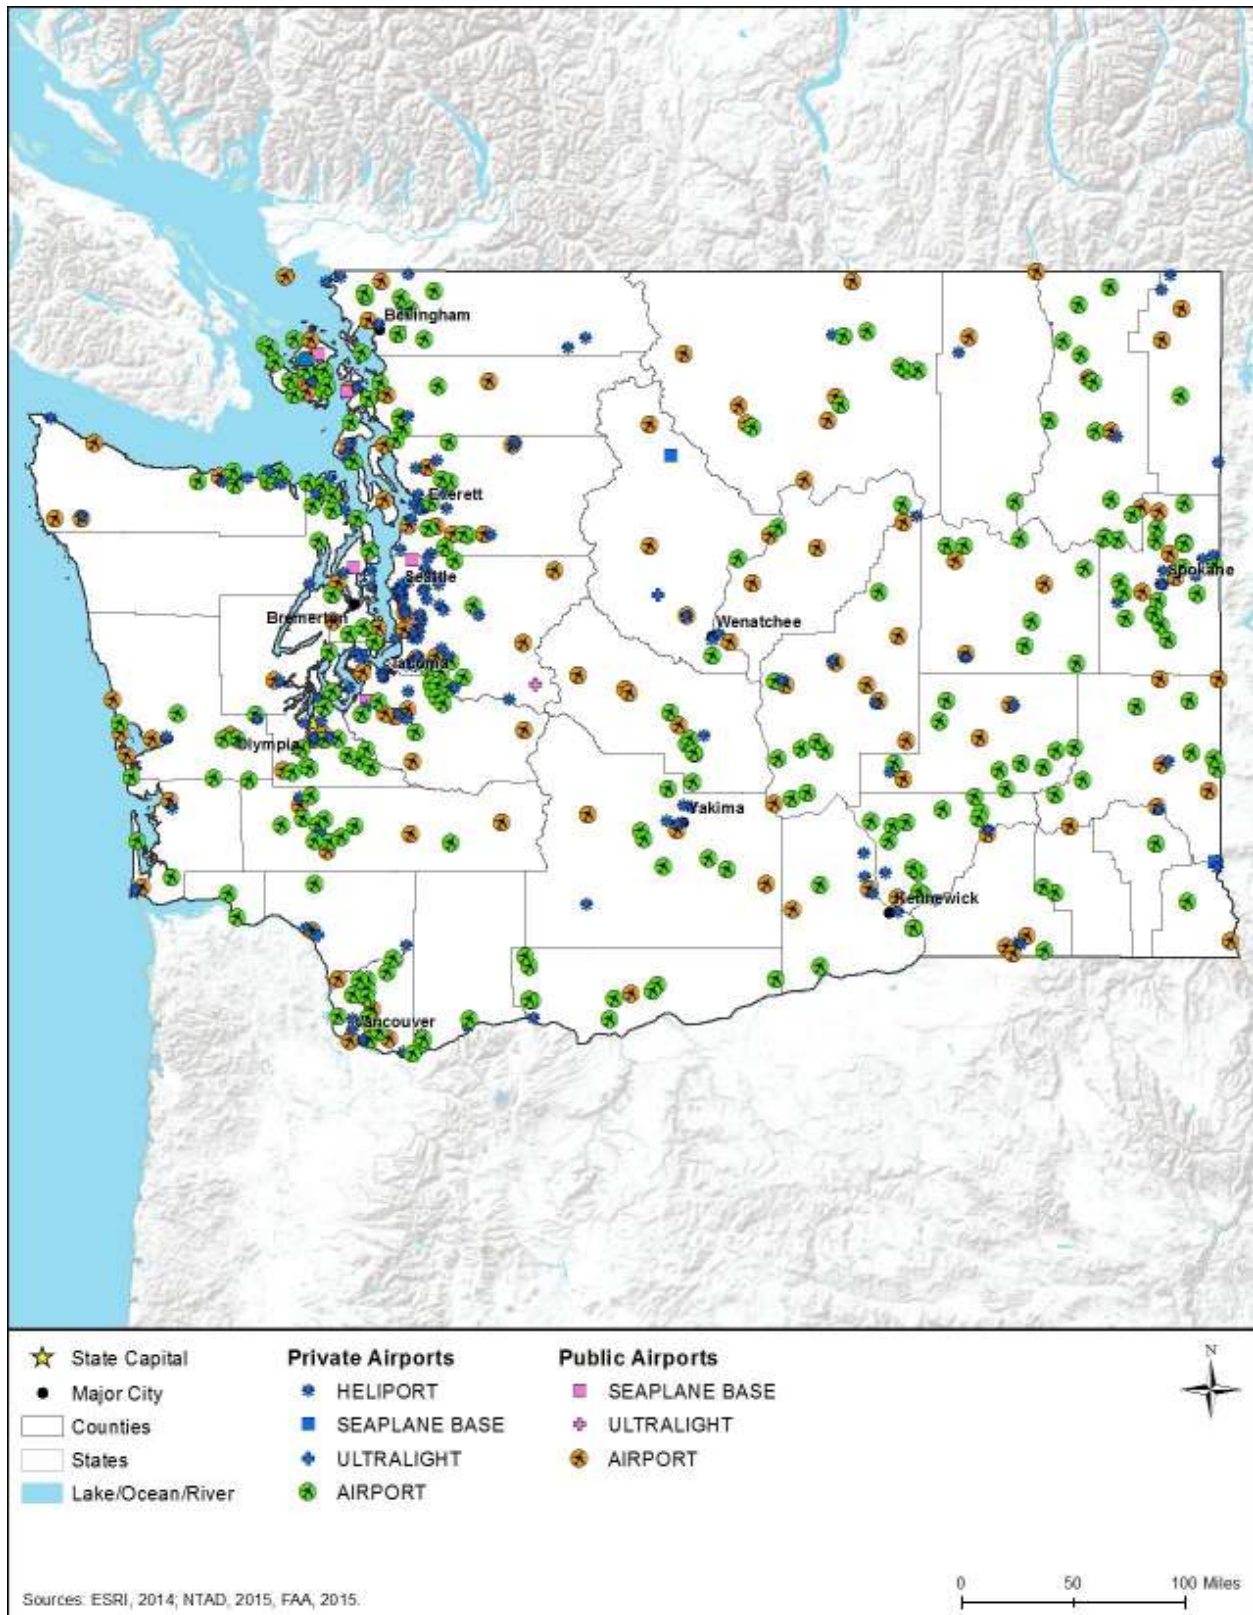 Bellingham
Everett
Seattle
Bremerton
Spokane
Wenatchee
Tacoma
Olympia
Yakima
Kennewick
Vancouver
State Capital
Major City
Counties
States
Lake/Ocean/River
Private Airports
HELIPORT
SEAPLANE BASE
ULTRALIGHT
AIRPORT
Public Airports
SEAPLANE BASE
ULTRALIGHT
AIRPORT
N
0 50 100 Miles
Sources: ESRI, 2014; NTAD, 2015, FAA, 2015.